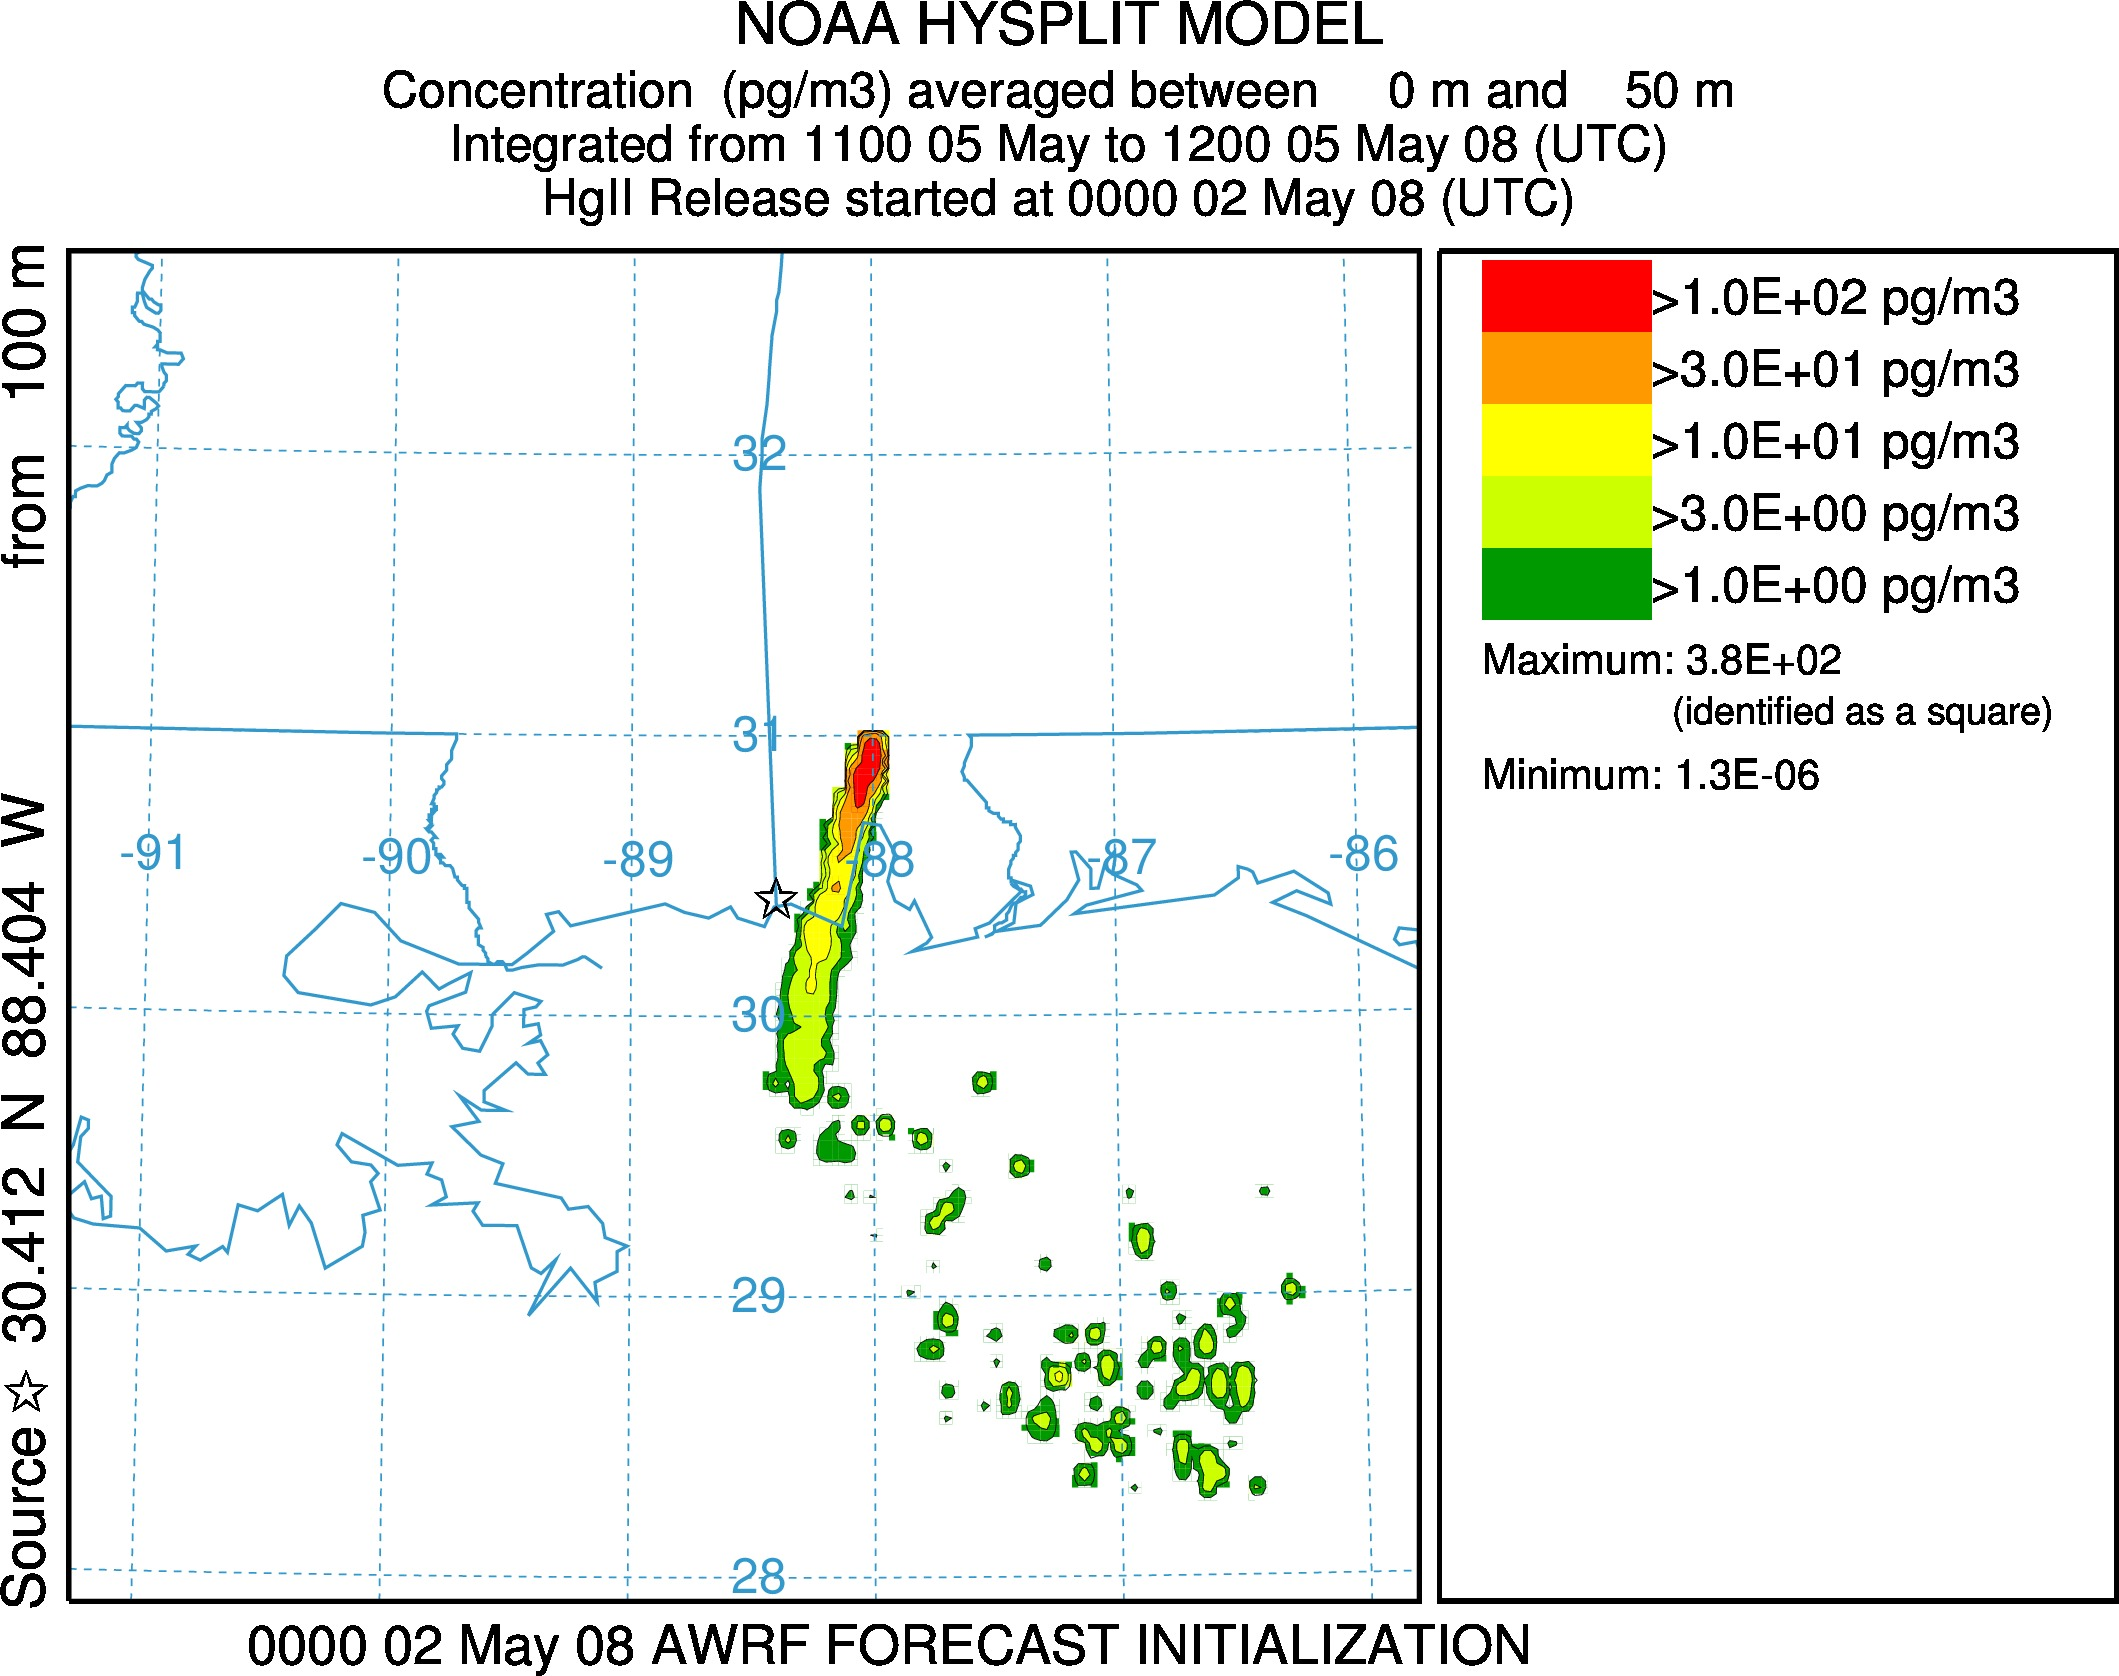 NOAA HYSPLIT MODEL
Concentration (pg/m3) averaged between 0 m and 50 m
Integrated from 1100 05 May to 1200 05 May 08 (UTC)
HgII Release started at 0000 02 May 08 (UTC)
Source ☆ 30.412 N 88.404 W from 100 m
32
31
-91 -90 -89 -88 -87 -86
30
29
28
>1.0E+02 pg/m3
>3.0E+01 pg/m3
>1.0E+01 pg/m3
>3.0E+00 pg/m3
>1.0E+00 pg/m3
Maximum: 3.8E+02
(identified as a square)
Minimum: 1.3E-06
0000 02 May 08 AWRF FORECAST INITIALIZATION